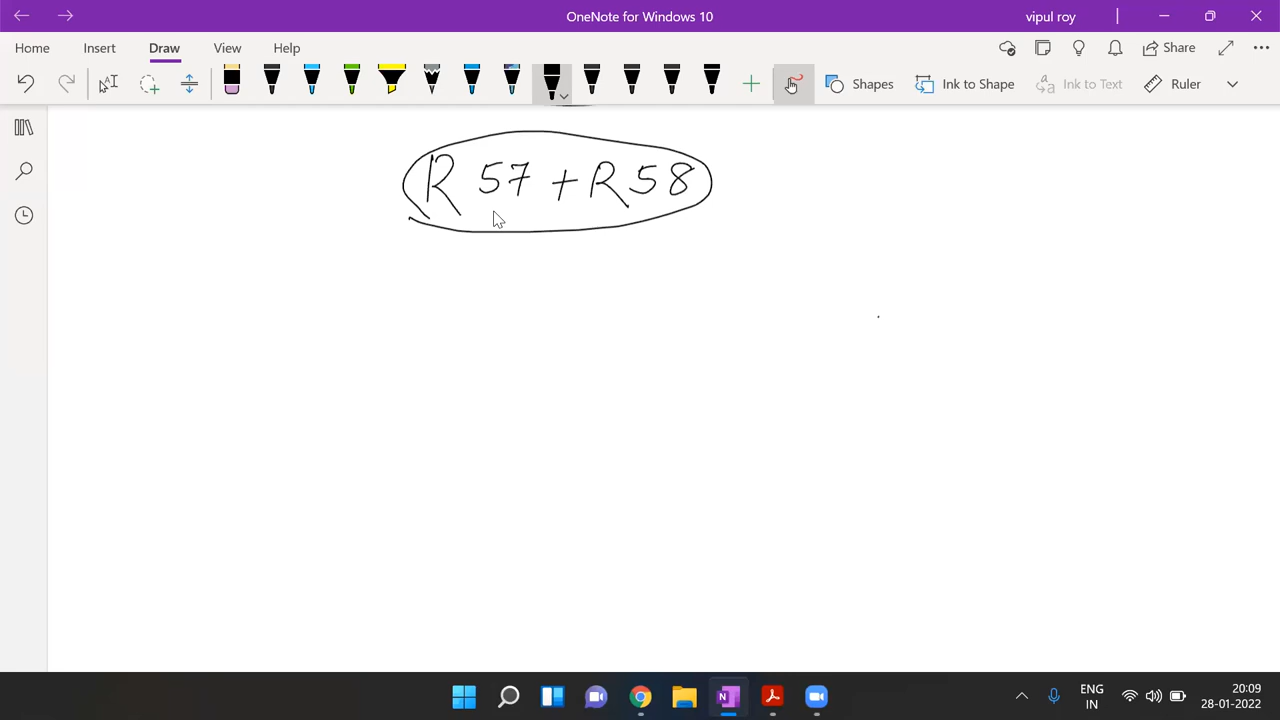 OneNote for Windows 10
vipul roy
Home Insert Draw View Help
Share
Shapes
Ink to Shape
Ink to Text
Ruler
R 57 + R 58
ENG
IN
20:09
28-01-2022